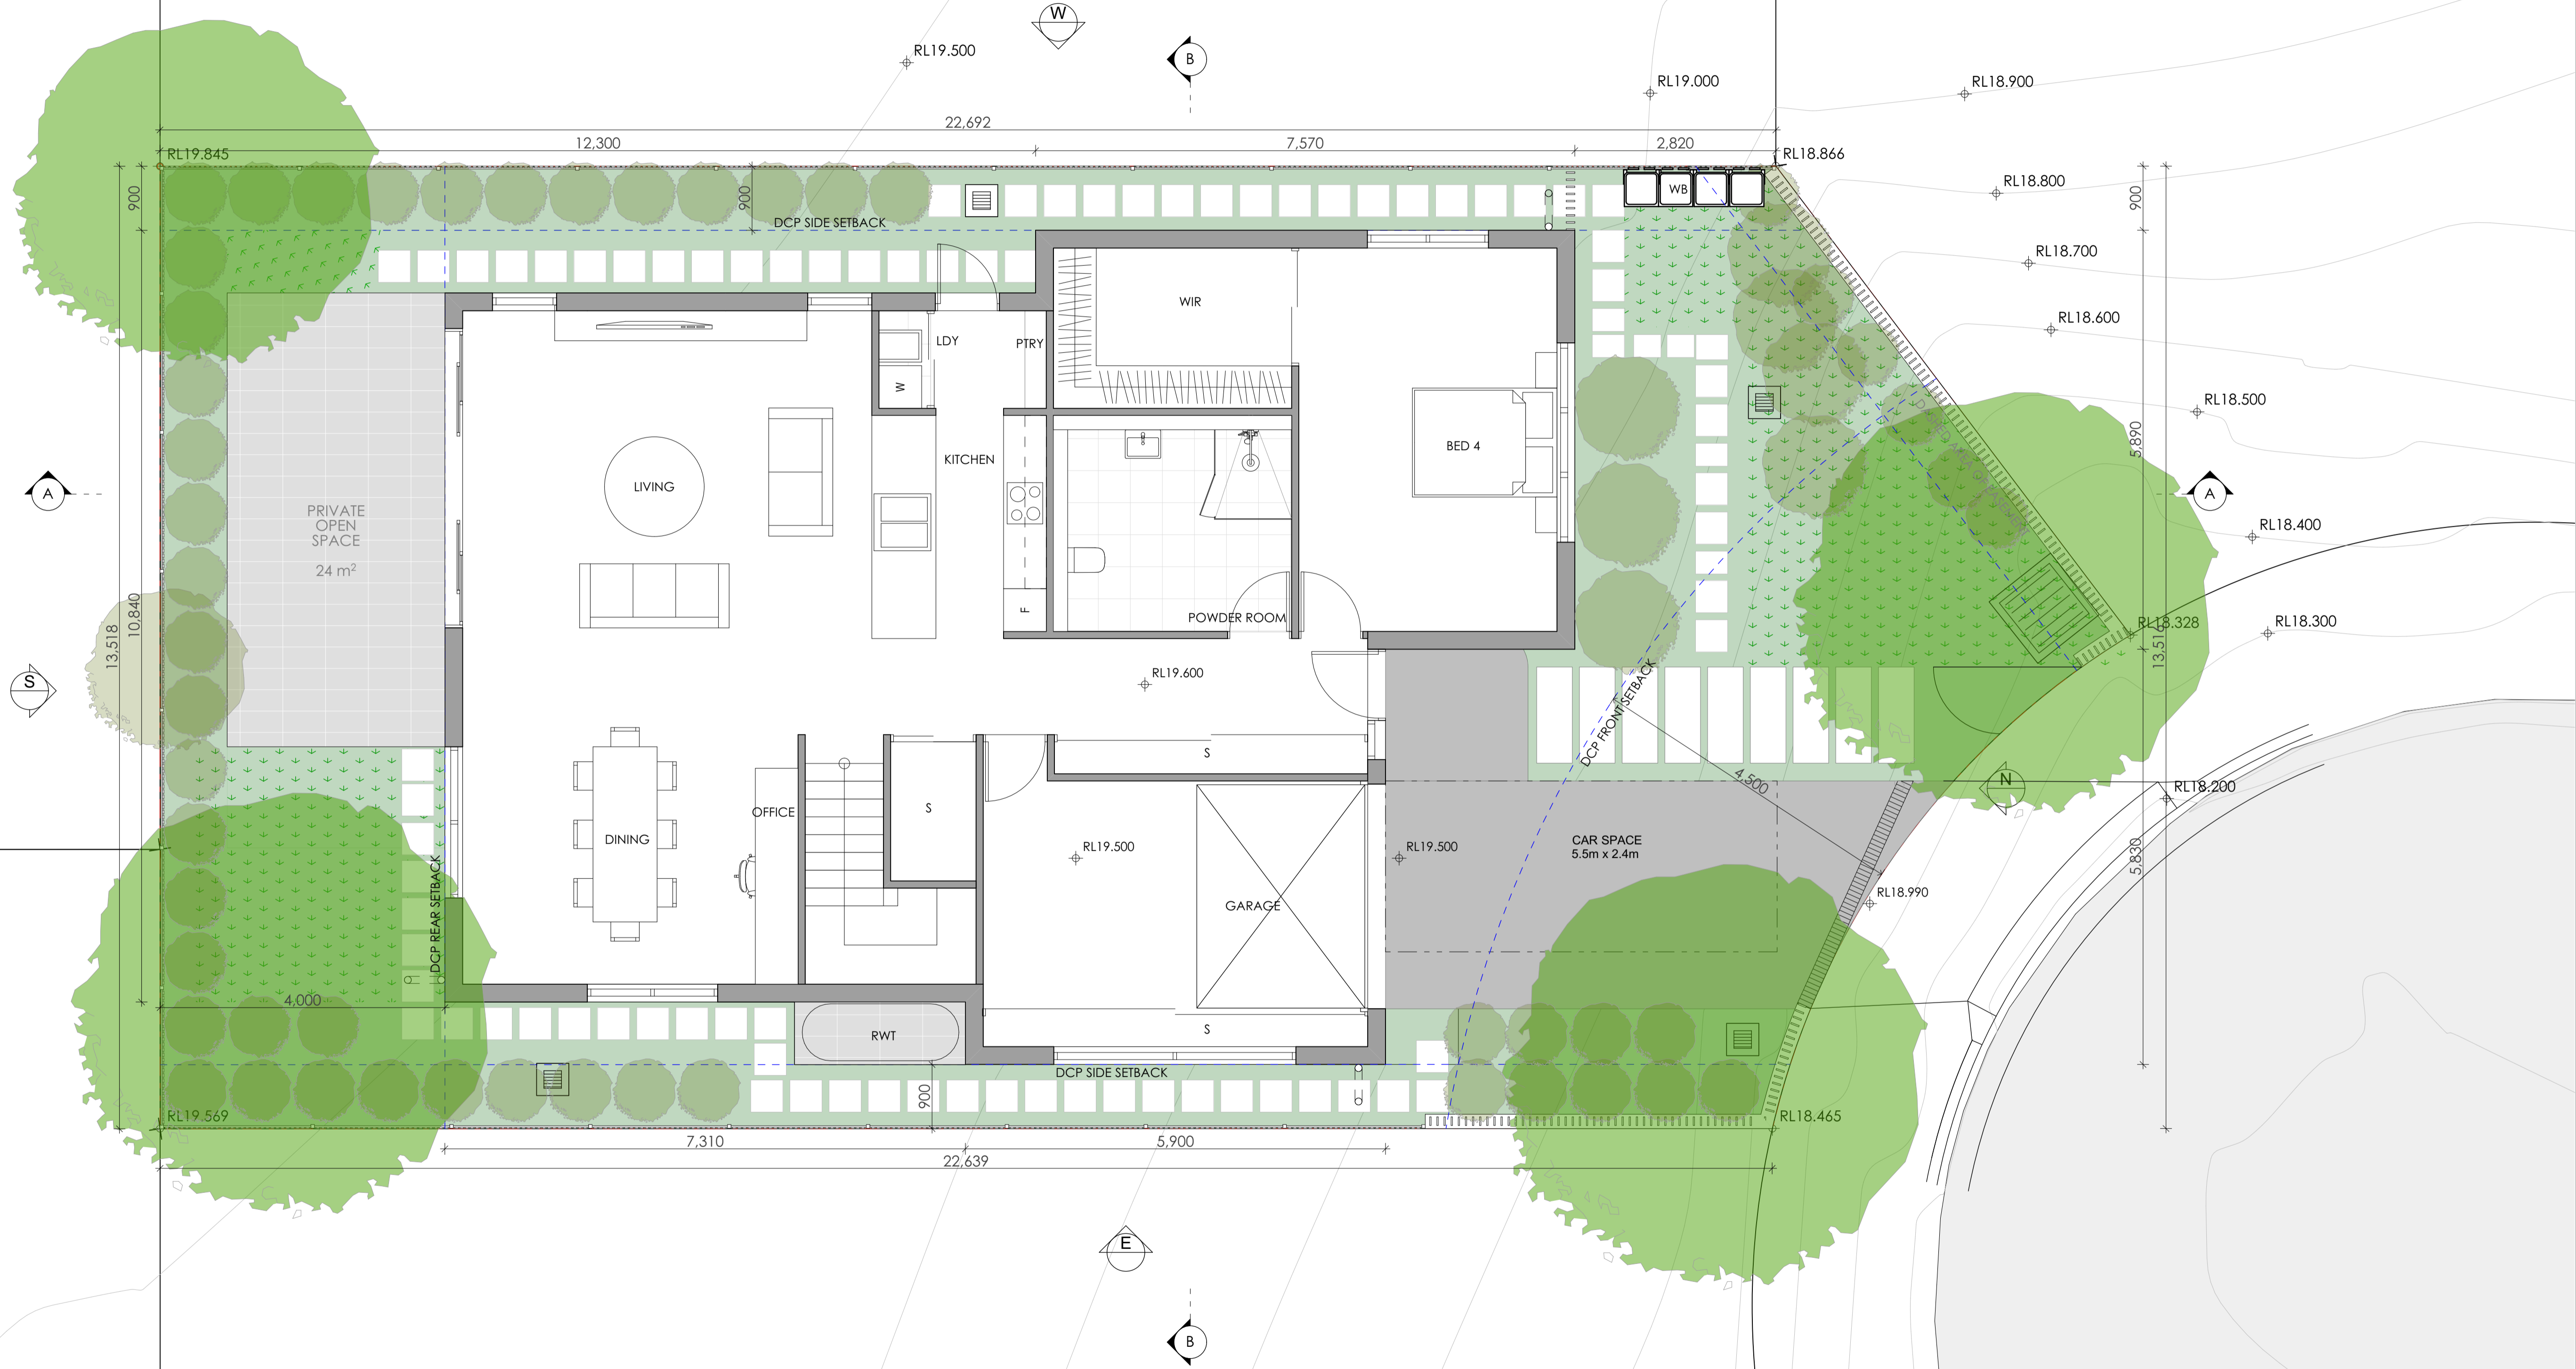 W
RL19.500
B
RL19.000
RL18.900
22,692
12,300
7,570
2,820
RL19.845
RL18.866
900
900
WB
900
RL18.800
DCP SIDE SETBACK
RL18.700
WIR
RL18.600
LDY
PTRY
W
RL18.500
5,890
BED 4
KITCHEN
LIVING
A
A
PRIVATE
OPEN
SPACE
24 m²
RL18.400
F
POWDER ROOM
10,840
13,518
RL18.328
RL18.300
13,516
RL19.600
S
DCP FRONT SETBACK
S
4,500
N
RL18.200
S
OFFICE
DINING
RL19.500
RL19.500
CAR SPACE
5.5m x 2.4m
5,830
RL18.990
GARAGE
DCP REAR SETBACK
4,000
RWT
S
DCP SIDE SETBACK
900
RL19.569
RL18.465
7,310
5,900
22,639
E
B